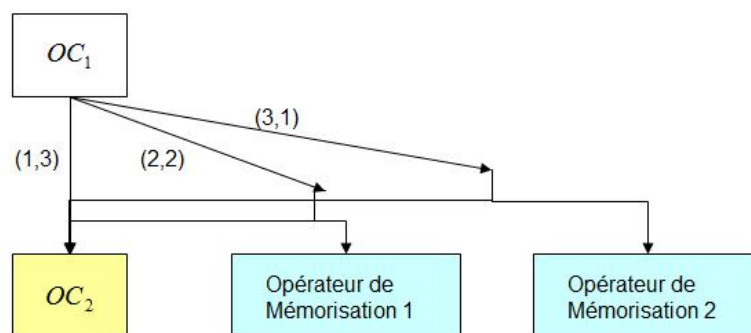 OC₁
(3,1)
(1,3)
(2,2)
OC₂
Opérateur de
Mémorisation 1
Opérateur de
Mémorisation 2